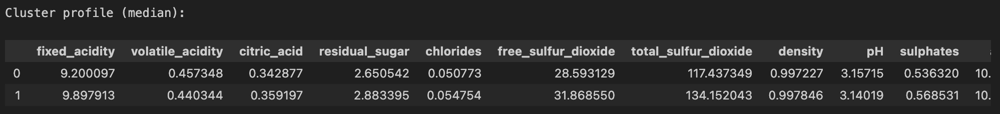 Cluster profile (median):
fixed_acidity volatile_acidity citric_acid residual_sugar chlorides free_sulfur_dioxide total_sulfur_dioxide density pH sulphates
0 9.200097 0.457348 0.342877 2.650542 0.050773 28.593129 117.437349 0.997227 3.15715 0.536320 10.
1 9.897913 0.440344 0.359197 2.883395 0.054754 31.868550 134.152043 0.997846 3.14019 0.568531 10.